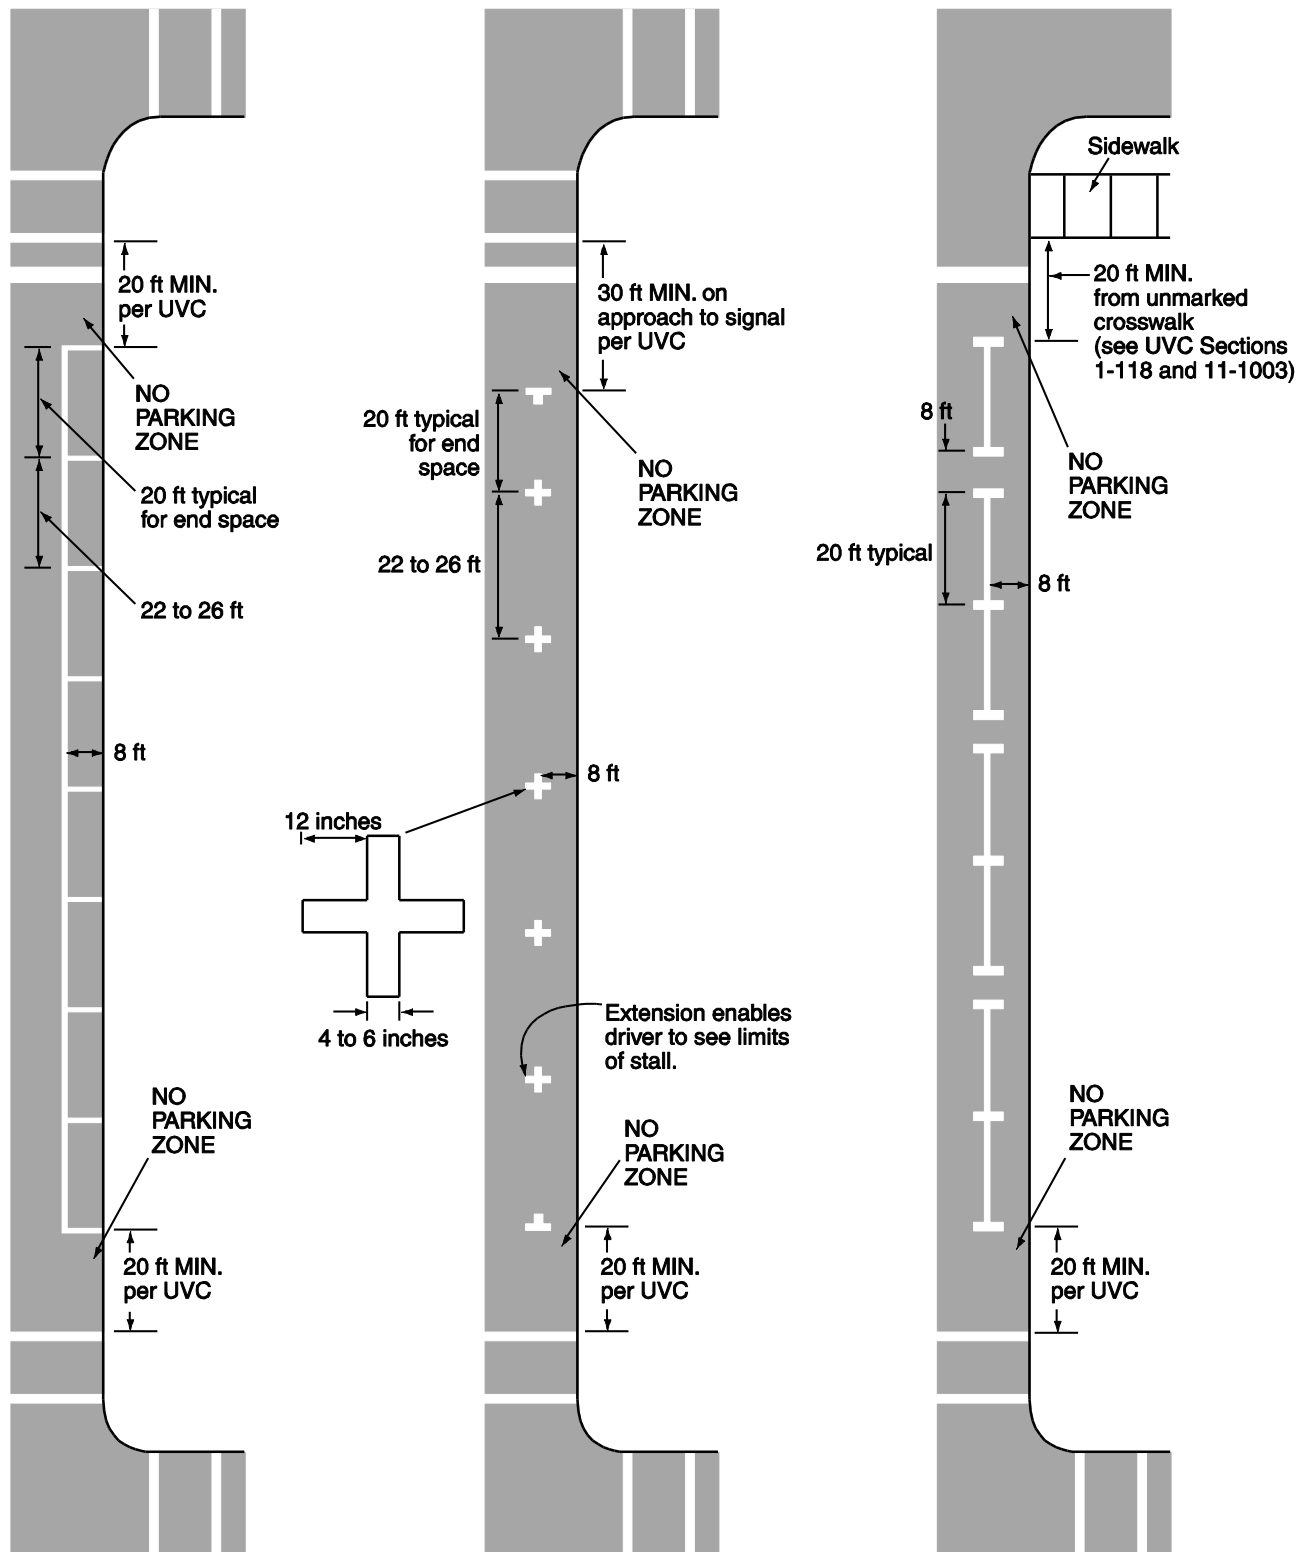 20 ft MIN.
per UVC
NO
PARKING
ZONE
20 ft typical
for end space
22 to 26 ft
8 ft
NO
PARKING
ZONE
20 ft MIN.
per UVC
30 ft MIN. on
approach to signal
per UVC
20 ft typical
for end
space
NO
PARKING
ZONE
22 to 26 ft
8 ft
12 inches
4 to 6 inches
Extension enables
driver to see limits
of stall.
NO
PARKING
ZONE
20 ft MIN.
per UVC
Sidewalk
20 ft MIN.
from unmarked
crosswalk
(see UVC Sections
1-118 and 11-1003)
8 ft
NO
PARKING
ZONE
20 ft typical
8 ft
NO
PARKING
ZONE
20 ft MIN.
per UVC